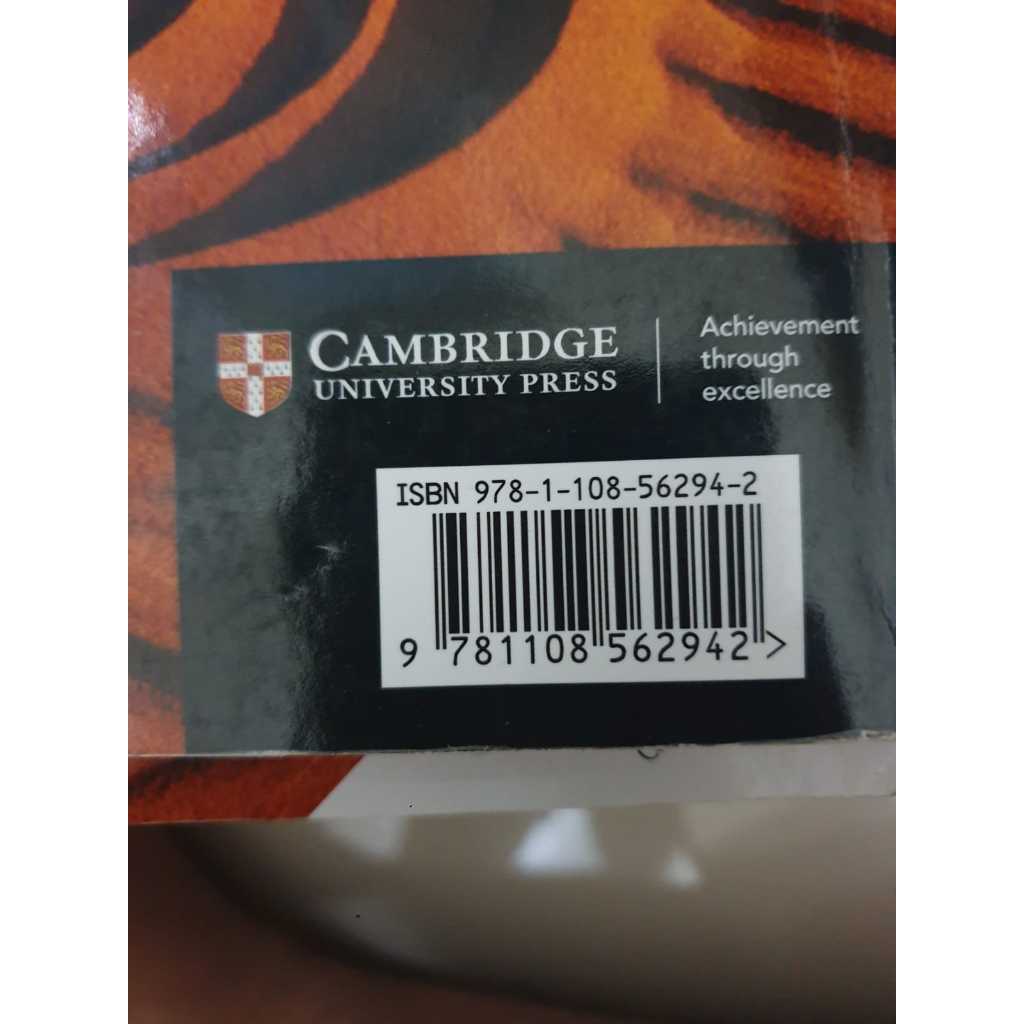 CAMBRIDGE
UNIVERSITY PRESS
Achievement
through
excellence
ISBN 978-1-108-56294-2
9 781108 562942 >